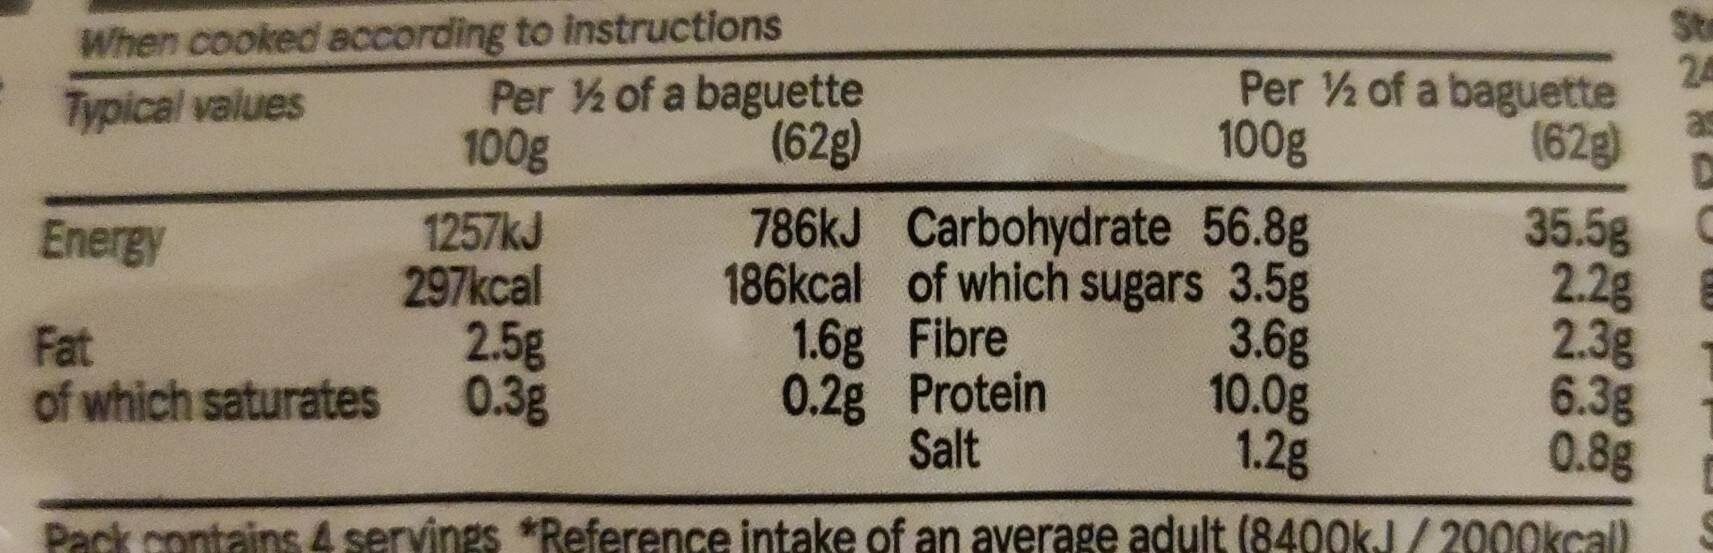 When cooked according to instructions
Typical values Per ½ of a baguette Per ½ of a baguette
100g (62g) 100g (62g)
Energy 1257kJ 786kJ Carbohydrate 56.8g 35.5g
297kcal 186kcal of which sugars 3.5g 2.2g
Fat 2.5g 1.6g Fibre 3.6g 2.3g
of which saturates 0.3g 0.2g Protein 10.0g 6.3g
Salt 1.2g 0.8g
Pack contains 4 servings *Reference intake of an average adult (8400kJ / 2000kcal)